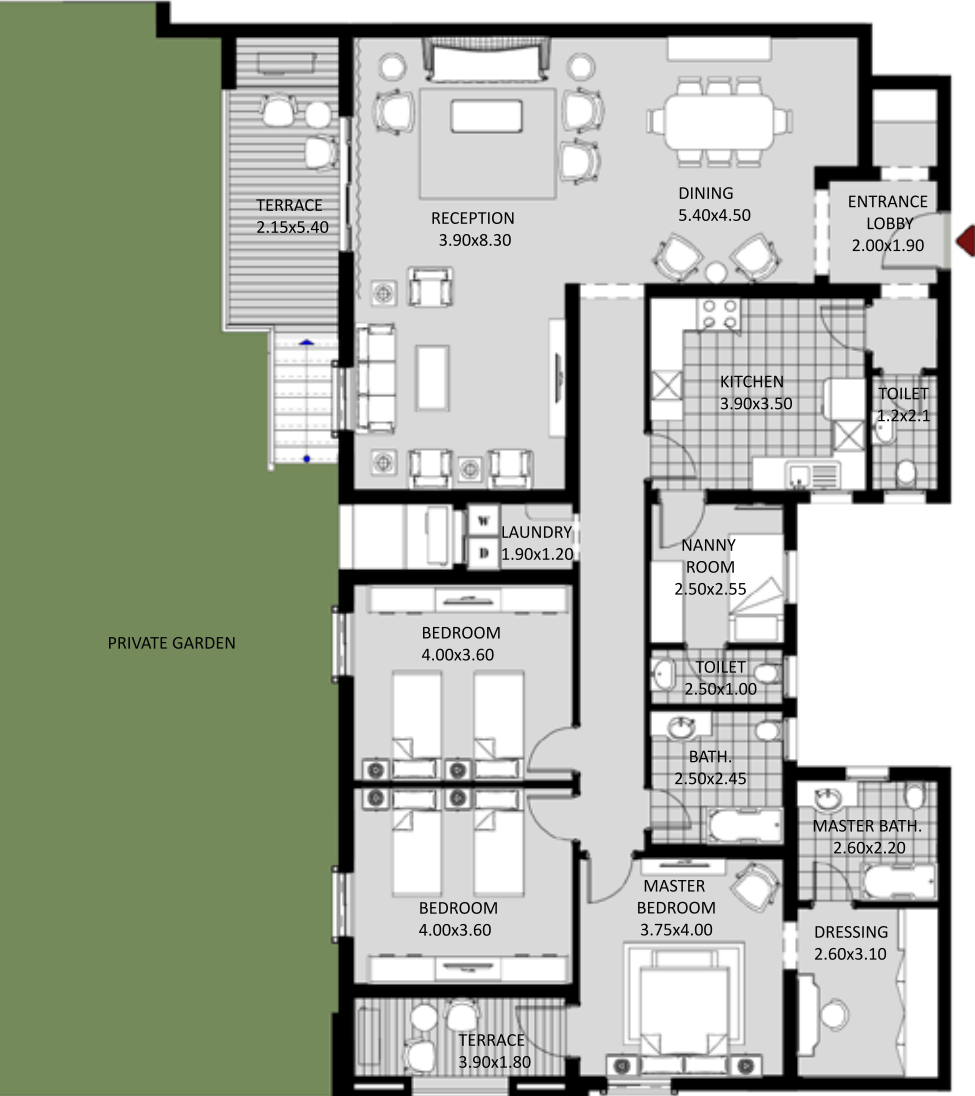 TERRACE
2.15x5.40
RECEPTION
3.90x8.30
DINING
5.40x4.50
ENTRANCE
LOBBY
2.00x1.90
KITCHEN
3.90x3.50
TOILET
1.2x2.1
W
D
LAUNDRY
1.90x1.20
NANNY
ROOM
2.50x2.55
PRIVATE GARDEN
BEDROOM
4.00x3.60
TOILET
2.50x1.00
BATH.
2.50x2.45
MASTER BATH.
2.60x2.20
BEDROOM
4.00x3.60
MASTER
BEDROOM
3.75x4.00
DRESSING
2.60x3.10
TERRACE
3.90x1.80